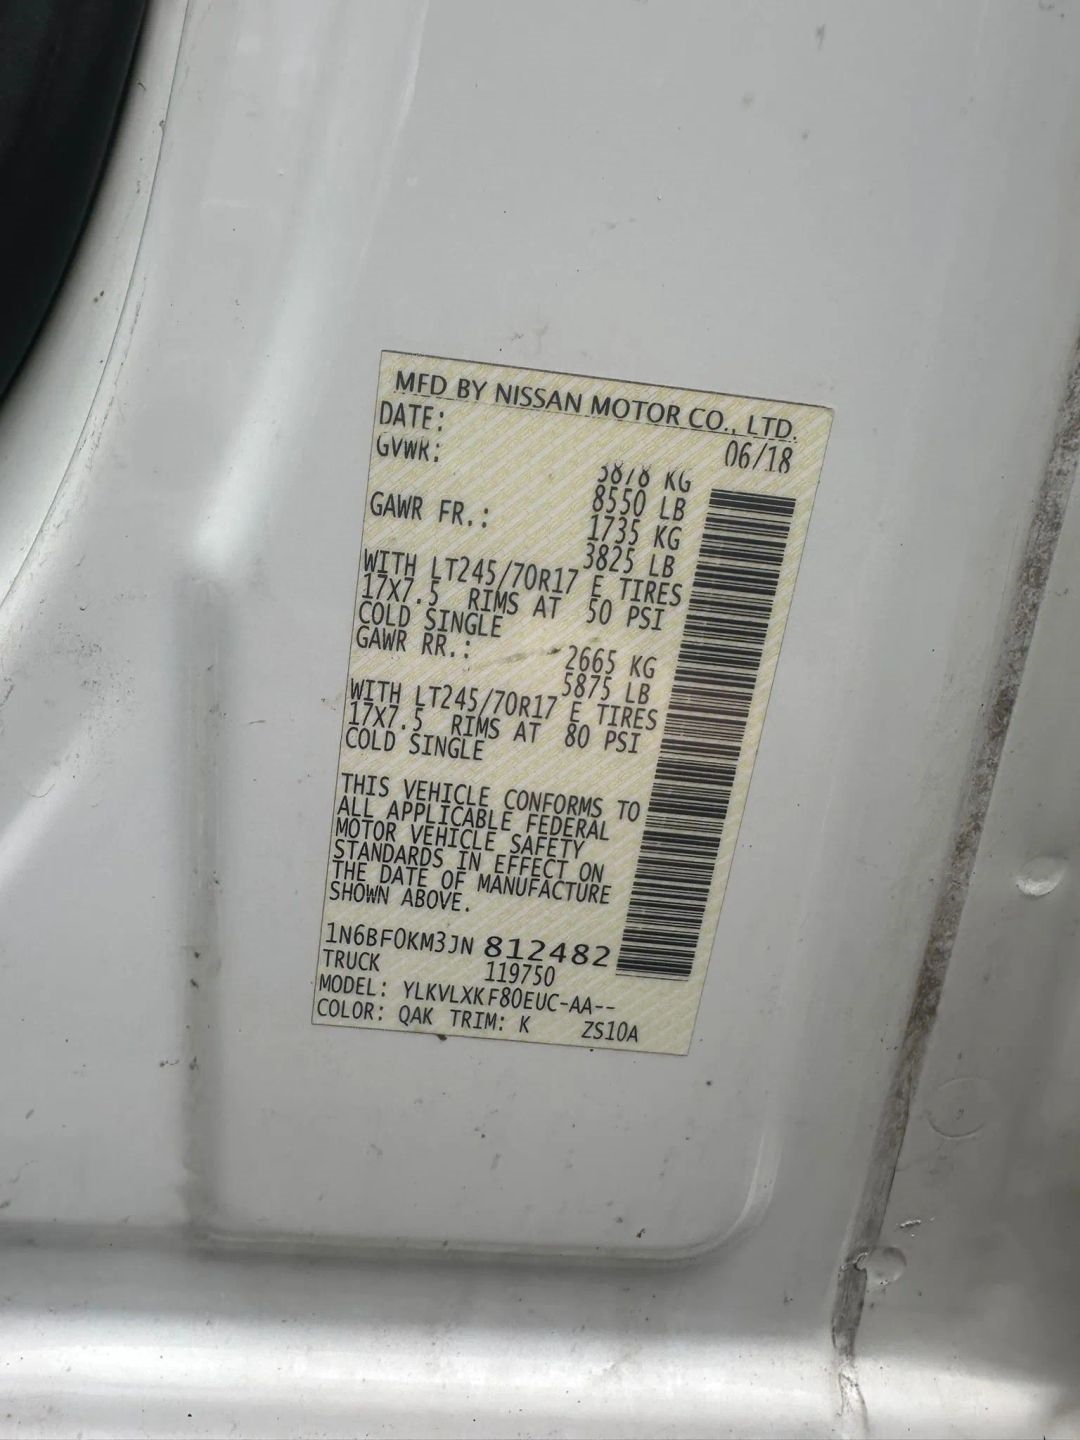 MFD BY NISSAN MOTOR CO., LTD.
DATE: 06/18
GVWR: 3878 KG
8550 LB
GAWR FR.: 1735 KG
3825 LB
WITH LT245/70R17 E TIRES
17X7.5 RIMS AT 50 PSI
COLD SINGLE
GAWR RR.: 2665 KG
5875 LB
WITH LT245/70R17 E TIRES
17X7.5 RIMS AT 80 PSI
COLD SINGLE
THIS VEHICLE CONFORMS TO
ALL APPLICABLE FEDERAL
MOTOR VEHICLE SAFETY
STANDARDS IN EFFECT ON
THE DATE OF MANUFACTURE
SHOWN ABOVE.
1N6BF0KM3JN812482
TRUCK 119750
MODEL: YLKVLXKF80EUC-AA--
COLOR: QAK TRIM: K ZS10A